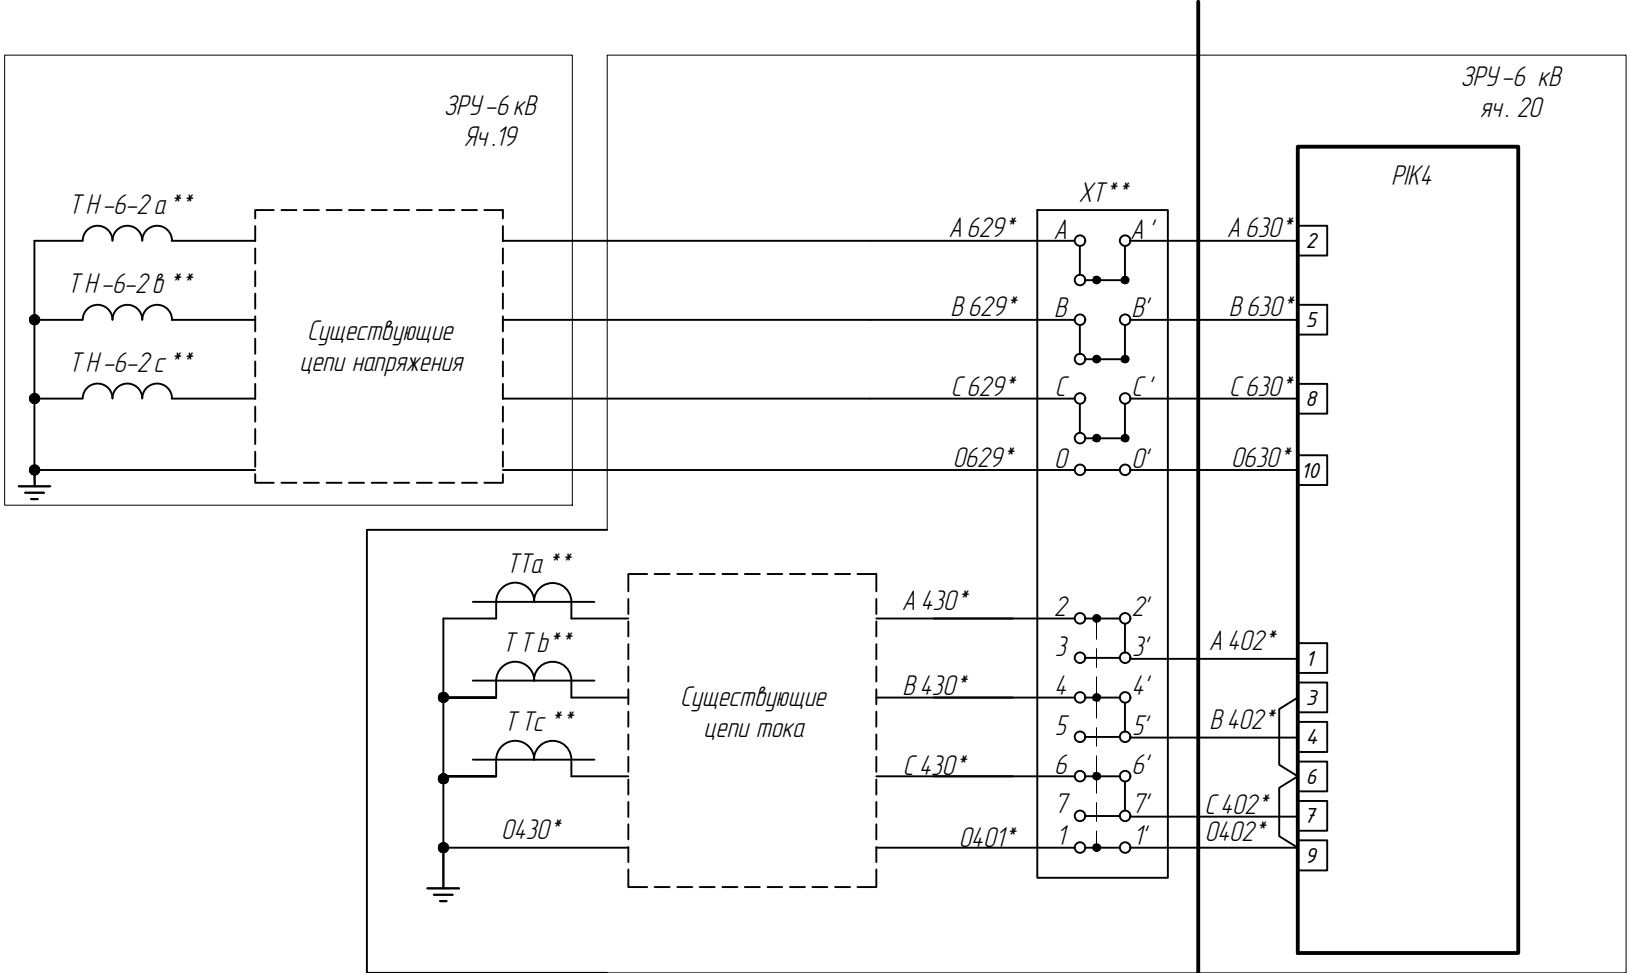 ЗРУ-6 кВ
Яч.19
ЗРУ-6 кВ
яч. 20
PIK4
ТН-6-2а**
ТН-6-2в**
ТН-6-2с**
Существующие
цепи напряжения
XT**
A 629* A A' A 630* 2
B 629* B B' B 630* 5
C 629* C C' C 630* 8
0629* 0 0' 0630* 10
ТТа**
ТТb**
ТТс**
0430*
Существующие
цепи тока
A 430* 2 2'
3 3' A 402* 1
3
B 430* 4 4'
5 5' B 402* 4
C 430* 6 6' 6
7 7' C 402* 7
0401* 1 1' 0402* 9